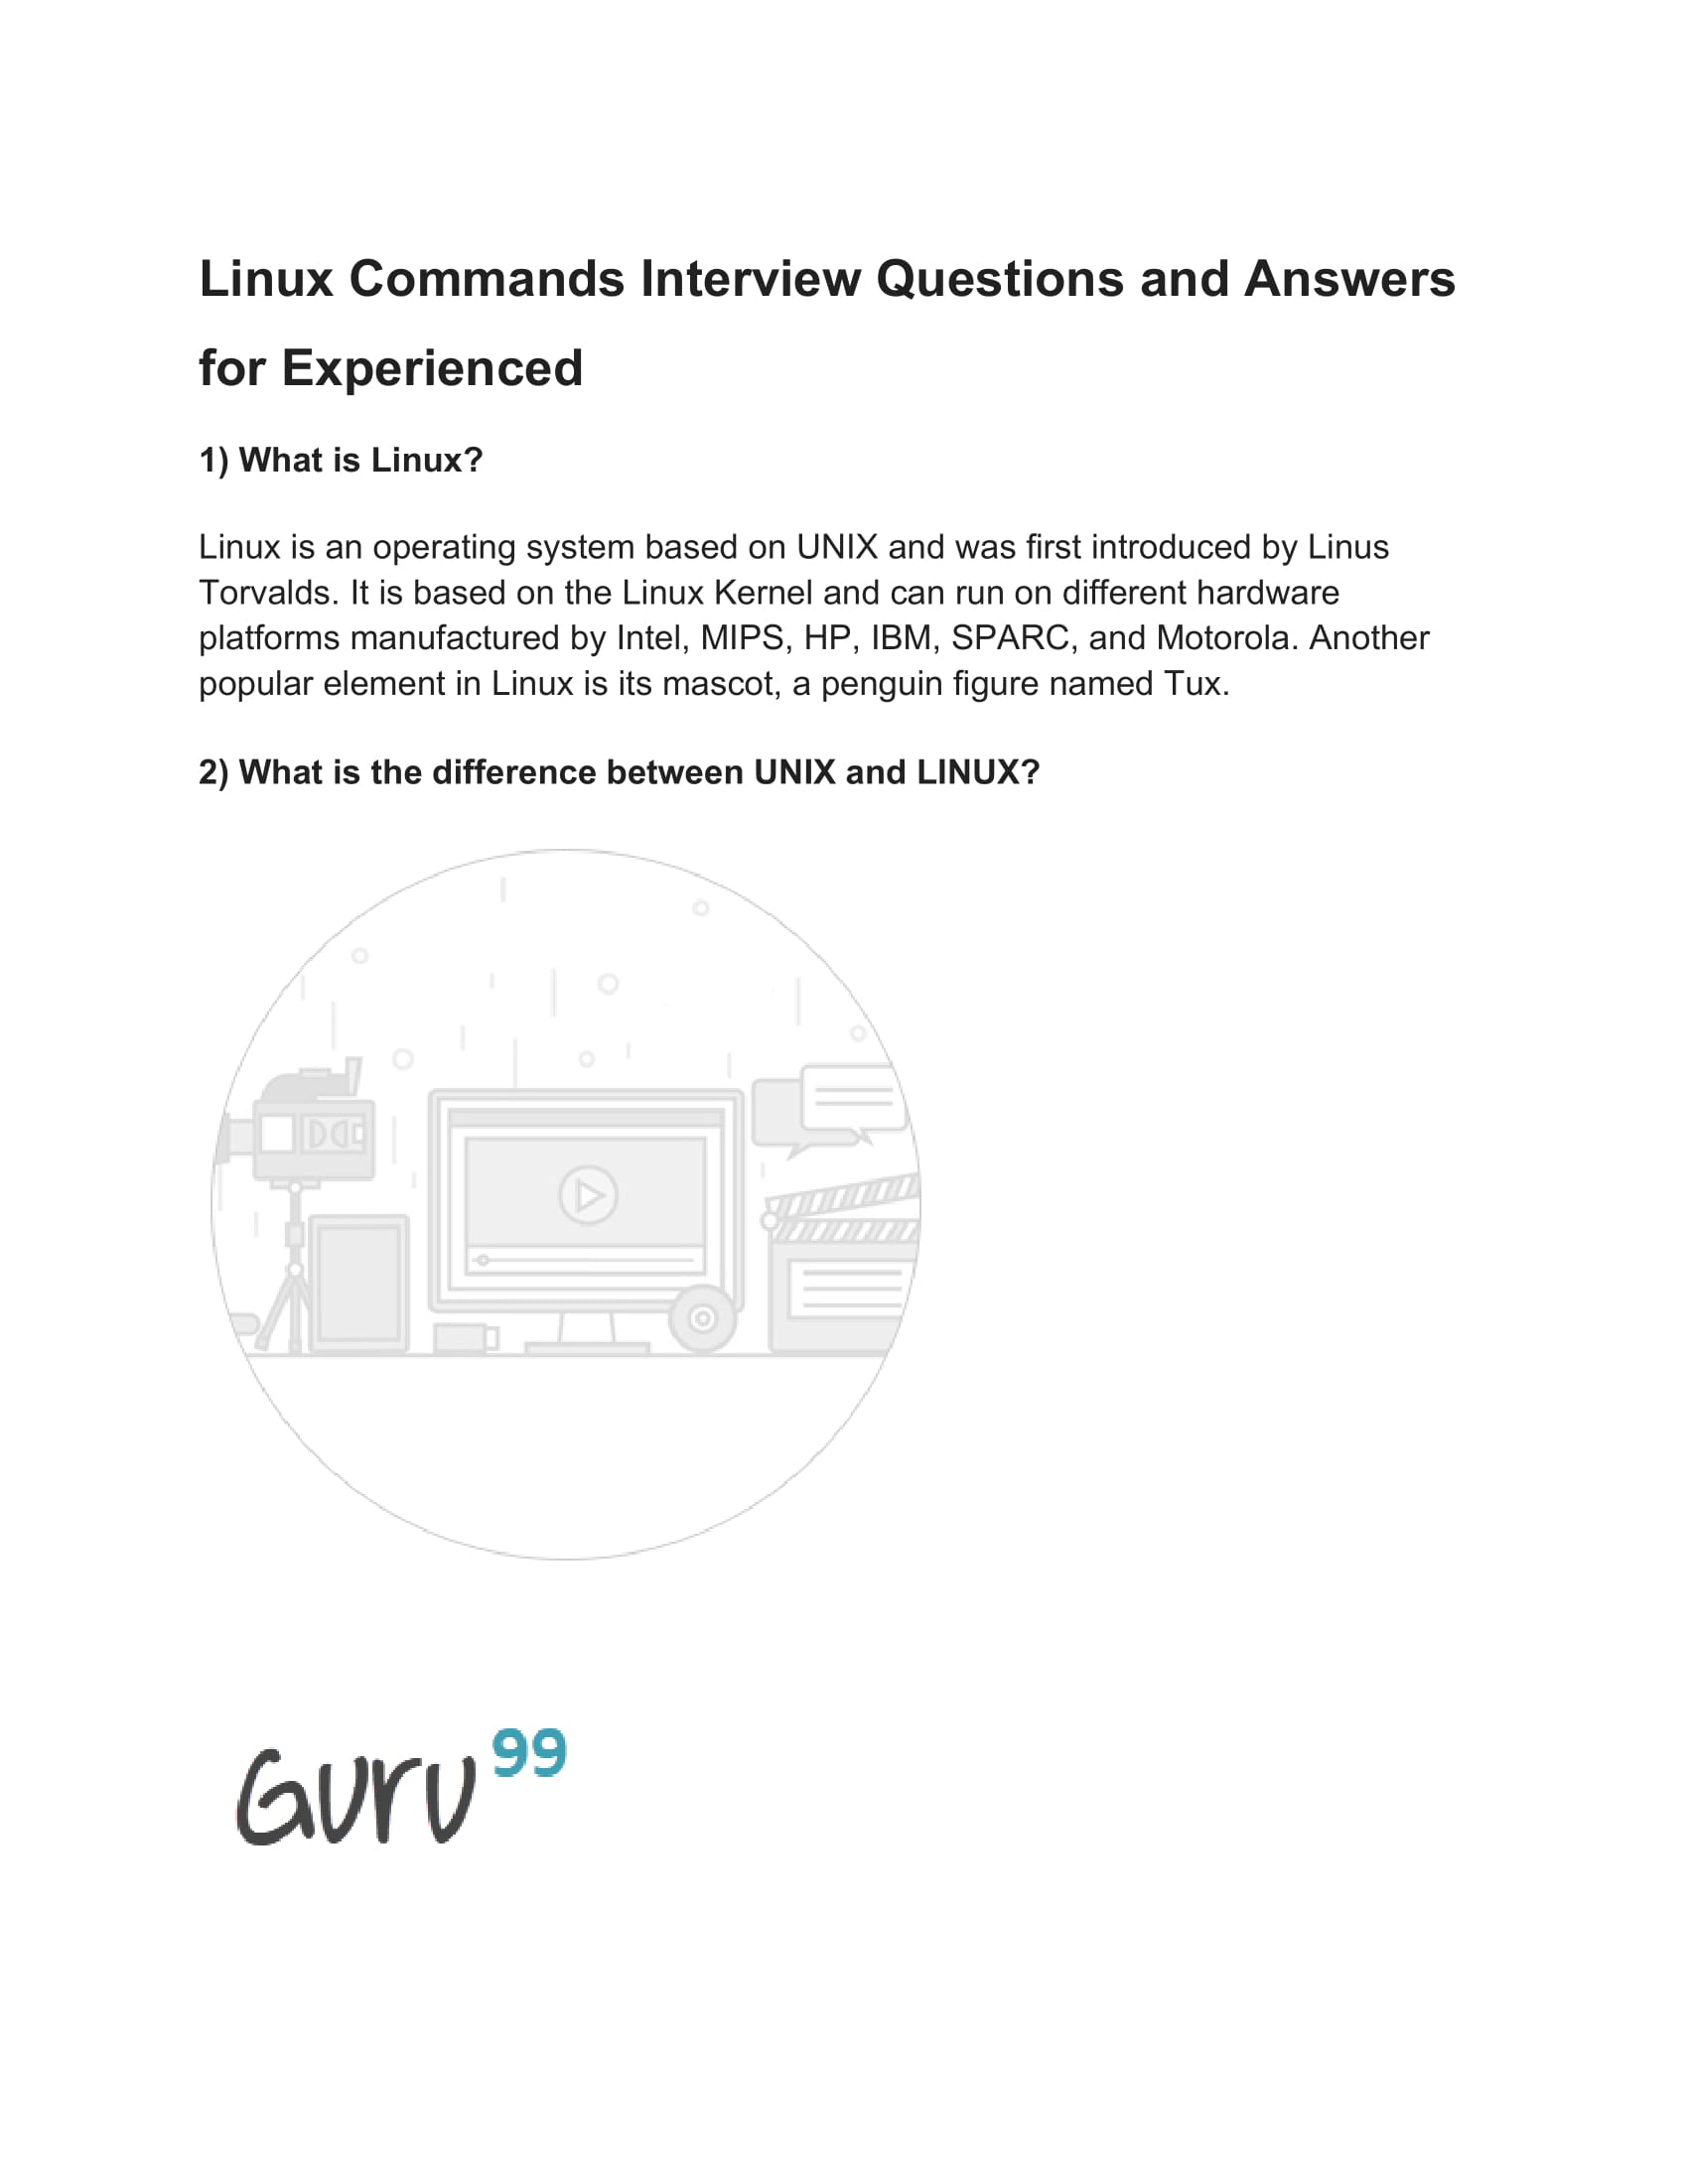 Linux Commands Interview Questions and Answers
for Experienced
1) What is Linux?
Linux is an operating system based on UNIX and was first introduced by Linus
Torvalds. It is based on the Linux Kernel and can run on different hardware
platforms manufactured by Intel, MIPS, HP, IBM, SPARC, and Motorola. Another
popular element in Linux is its mascot, a penguin figure named Tux.
2) What is the difference between UNIX and LINUX?
Guru99